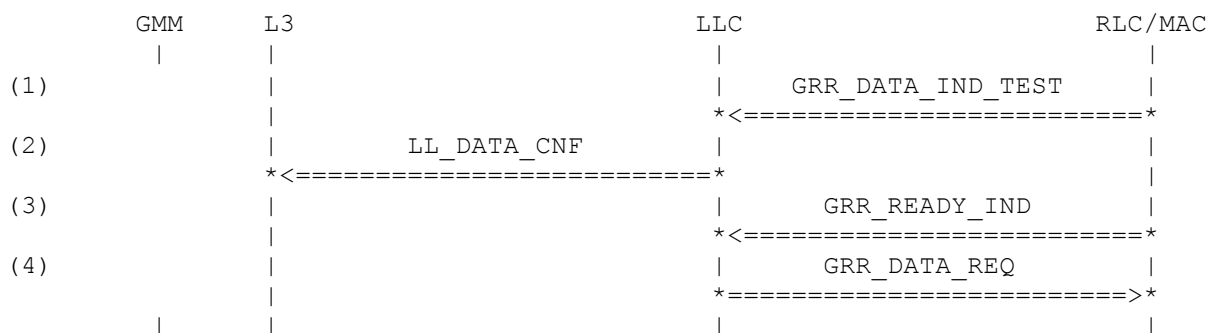 GMM L3 LLC RLC/MAC
(1) GRR_DATA_IND_TEST
(2) LL_DATA_CNF
(3) GRR_READY_IND
(4) GRR_DATA_REQ